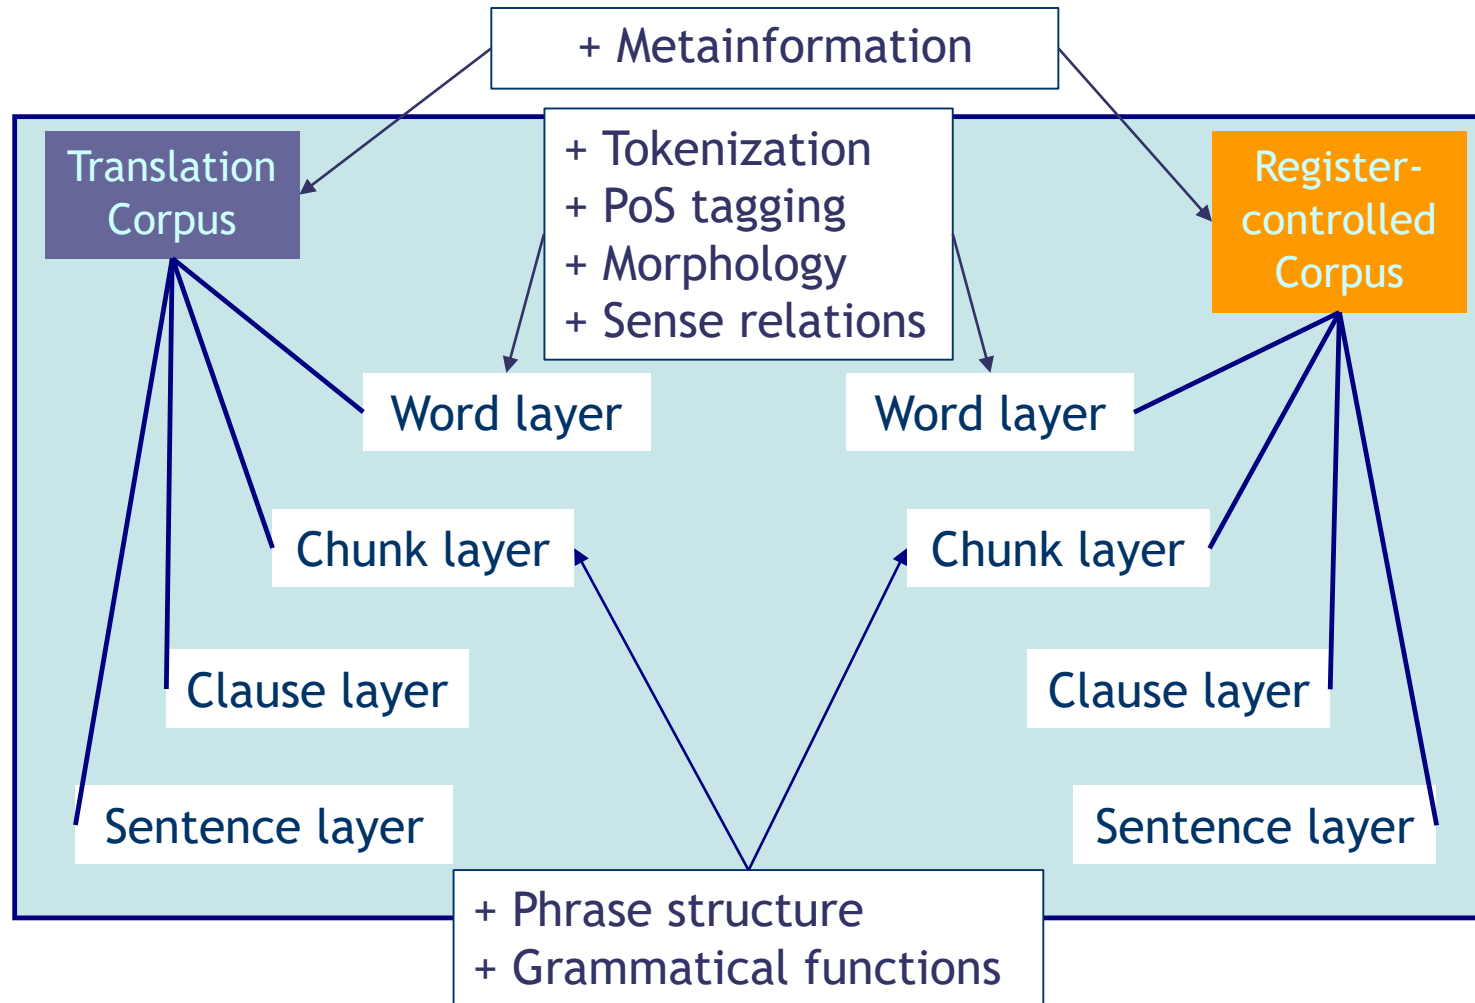 + Metainformation
Translation
Corpus
+ Tokenization
+ PoS tagging
+ Morphology
+ Sense relations
Register-
controlled
Corpus
Word layer
Word layer
Chunk layer
Chunk layer
Clause layer
Clause layer
Sentence layer
Sentence layer
+ Phrase structure
+ Grammatical functions